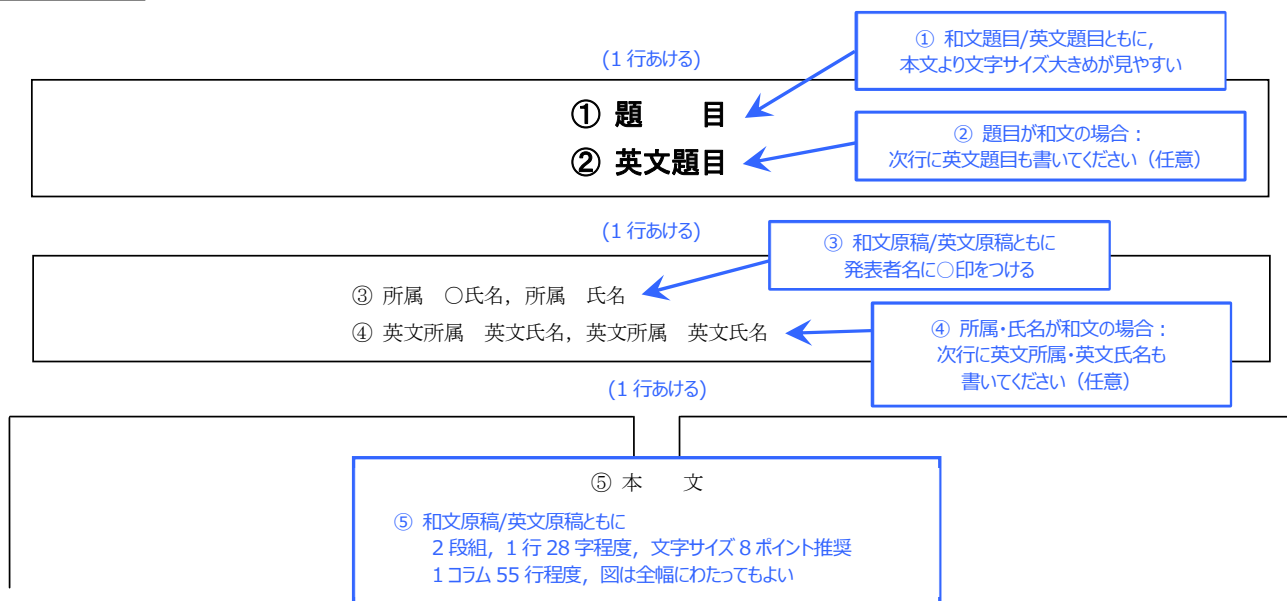 (1 行あける)
① 和文題目/英文題目ともに，
本文より文字サイズ大きめが見やすい
① 題　　目
② 英文題目
② 題目が和文の場合：
次行に英文題目も書いてください（任意）
(1 行あける)
③ 和文原稿/英文原稿ともに
発表者名に○印をつける
③ 所属　○氏名，所属　氏名
④ 英文所属　英文氏名，英文所属　英文氏名
④ 所属・氏名が和文の場合：
次行に英文所属・英文氏名も
書いてください（任意）
(1 行あける)
⑤ 本　　文
⑤ 和文原稿/英文原稿ともに
2 段組，1 行 28 字程度，文字サイズ 8 ポイント推奨
1 コラム 55 行程度，図は全幅にわたってもよい